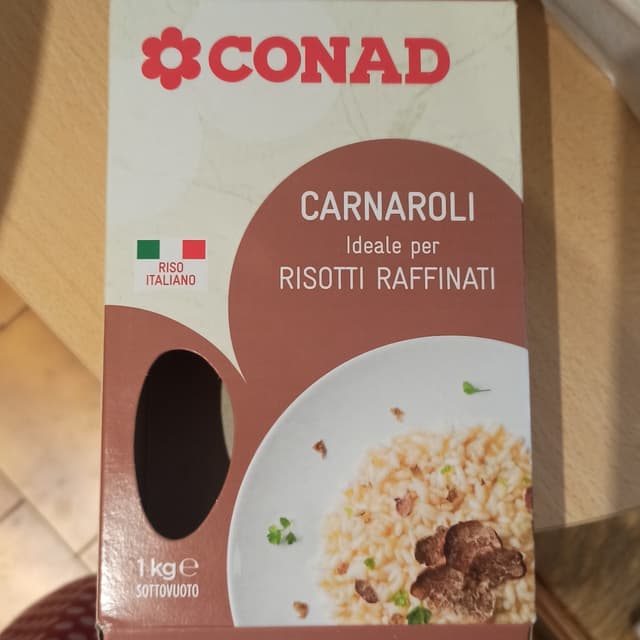 CONAD
CARNAROLI
Ideale per
RISOTTI RAFFINATI
RISO
ITALIANO
1kg℮
SOTTOVUOTO